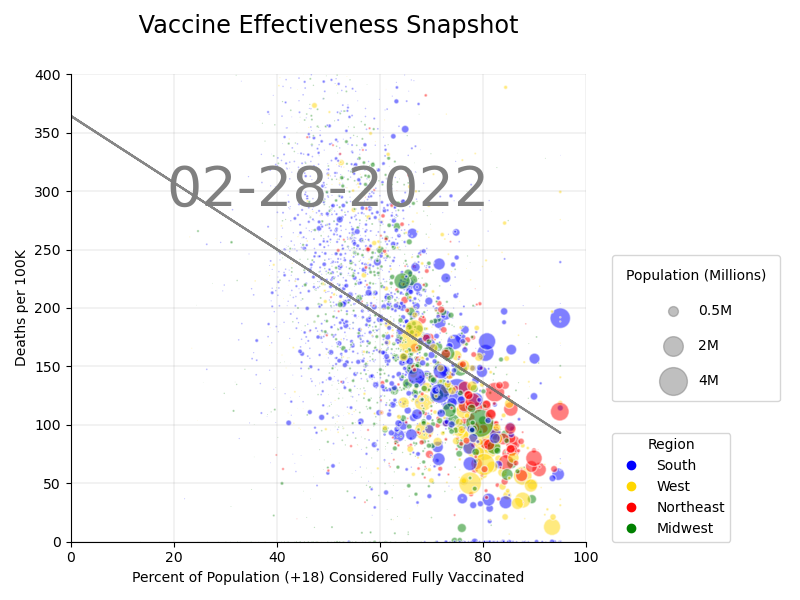 Vaccine Effectiveness Snapshot
400
350
300
250
200
150
100
50
0
Deaths per 100K
02-28-2022
0 20 40 60 80 100
Percent of Population (+18) Considered Fully Vaccinated
Population (Millions)
0.5M
2M
4M
Region
South
West
Northeast
Midwest